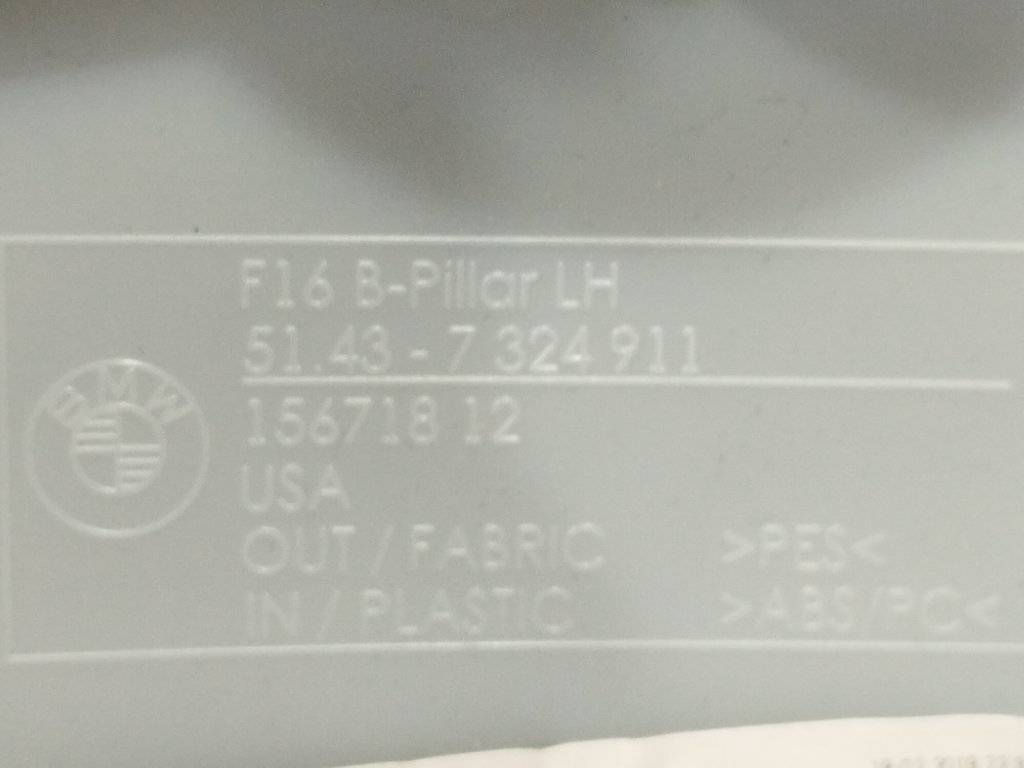 F16 B-Pillar LH
51.43 - 7 324 911
BMW
156718 12
USA
OUT / FABRIC >PES<
IN / PLASTIC >ABS/PC<